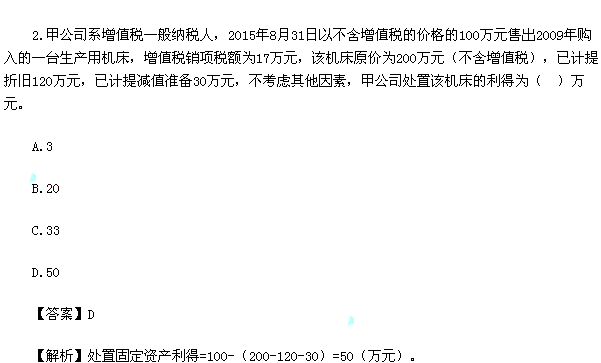 2.甲公司系增值税一般纳税人，2015年8月31日以不含增值税的价格的100万元售出2009年购
入的一台生产用机床，增值税销项税额为17万元，该机床原价为200万元（不含增值税），已计提
折旧120万元，已计提减值准备30万元，不考虑其他因素，甲公司处置该机床的利得为（ ）万
元。
A.3
B.20
C.33
D.50
【答案】D
【解析】处置固定资产利得=100-（200-120-30）=50（万元）。